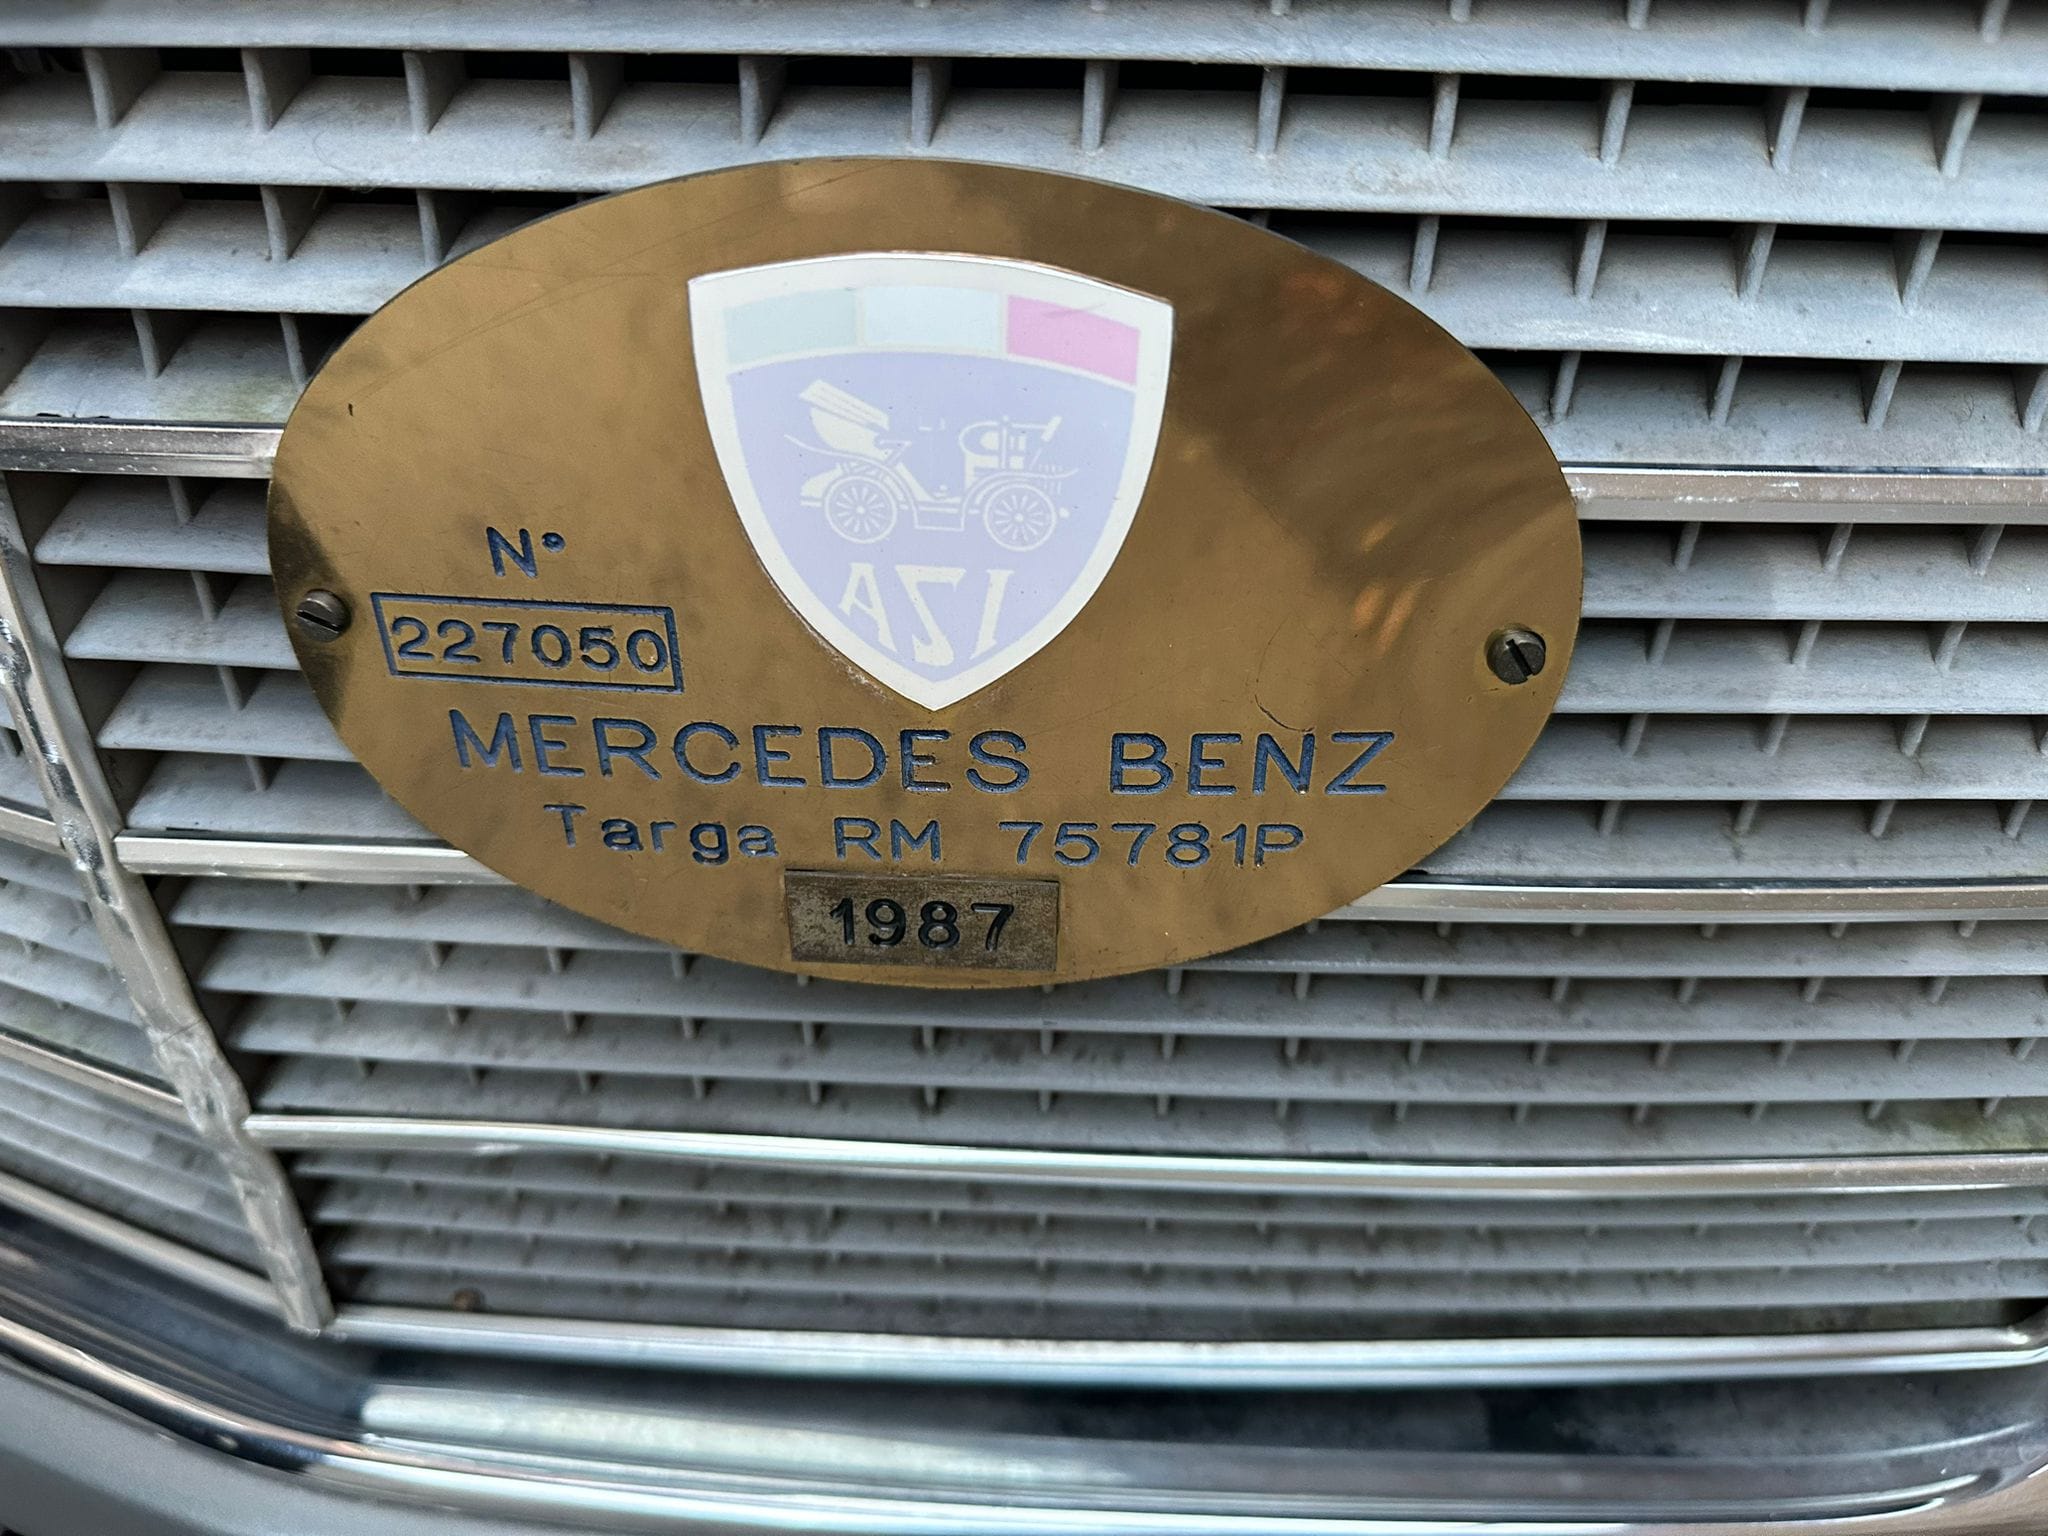 ASI
N°
227050
MERCEDES BENZ
Targa RM 75781P
1987